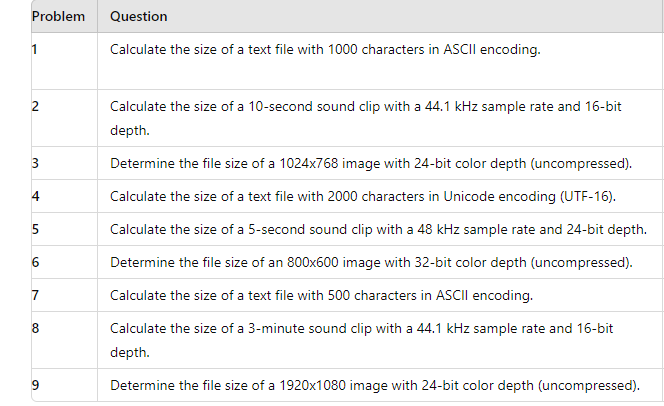 Problem Question
1 Calculate the size of a text file with 1000 characters in ASCII encoding.
2 Calculate the size of a 10-second sound clip with a 44.1 kHz sample rate and 16-bit
depth.
3 Determine the file size of a 1024x768 image with 24-bit color depth (uncompressed).
4 Calculate the size of a text file with 2000 characters in Unicode encoding (UTF-16).
5 Calculate the size of a 5-second sound clip with a 48 kHz sample rate and 24-bit depth.
6 Determine the file size of an 800x600 image with 32-bit color depth (uncompressed).
7 Calculate the size of a text file with 500 characters in ASCII encoding.
8 Calculate the size of a 3-minute sound clip with a 44.1 kHz sample rate and 16-bit
depth.
9 Determine the file size of a 1920x1080 image with 24-bit color depth (uncompressed).